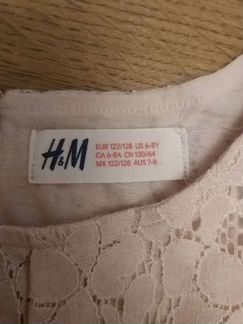 H&M
EUR 122/128 US 6-8Y
CA 6-8A CN 130/64
MX 122/128 AUS 7-8